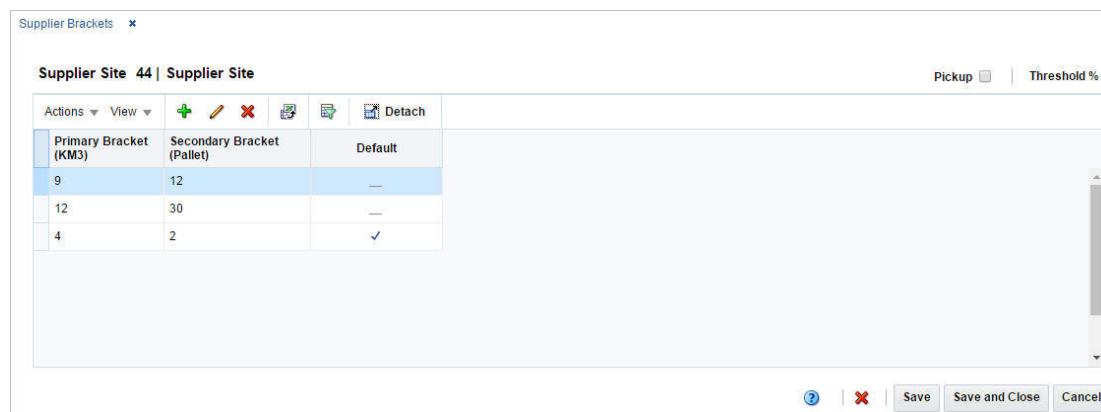 Supplier Brackets
Supplier Site 44 | Supplier Site
Pickup | Threshold %
Actions View Detach
Primary Bracket (KM3) Secondary Bracket (Pallet) Default
9 12
12 30
4 2
Save Save and Close Cancel